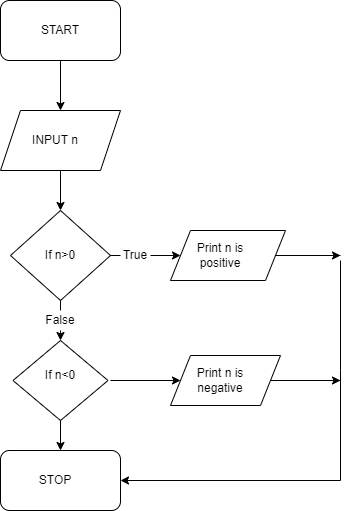 START
INPUT n
If n>0
True
Print n is
positive
False
If n<0
Print n is
negative
STOP